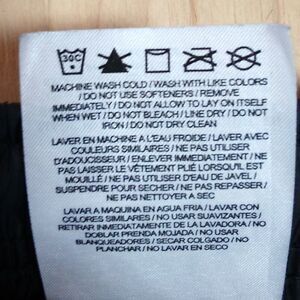 30C
MACHINE WASH COLD / WASH WITH LIKE COLORS
/ DO NOT USE SOFTENERS / REMOVE
IMMEDIATELY / DO NOT ALLOW TO LAY ON ITSELF
WHEN WET / DO NOT BLEACH / LINE DRY / DO NOT
IRON / DO NOT DRY CLEAN
LAVER EN MACHINE A L'EAU FROIDE / LAVER AVEC
COULEURS SIMILAIRES / NE PAS UTILISER
D'ADOUCISSEUR / ENLEVER IMMEDIATEMENT / NE
PAS LAISSER LE VÊTEMENT PLIÉ LORSQU'IL EST
MOUILLÉ / NE PAS UTILISER D'EAU DE JAVEL /
SUSPENDRE POUR SECHER / NE PAS REPASSER /
NE PAS NETTOYER A SEC
LAVAR A MAQUINA EN AGUA FRIA / LAVAR CON
COLORES SIMILARES / NO USAR SUAVIZANTES /
RETIRAR INMEDIATAMENTE DE LA LAVADORA / NO
DOBLAR PRENDA MOJADA / NO USAR
BLANQUEADORES / SECAR COLGADO / NO
PLANCHAR / NO LAVAR EN SECO